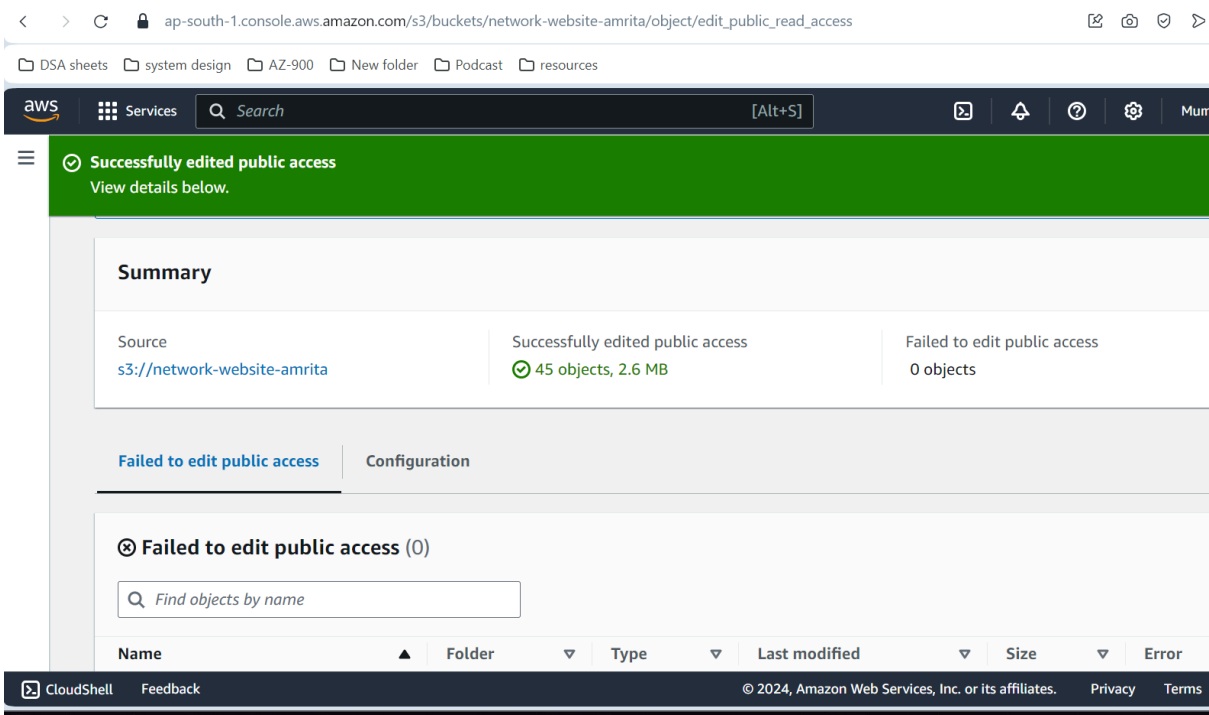 ap-south-1.console.aws.amazon.com/s3/buckets/network-website-amrita/object/edit_public_read_access
DSA sheets system design AZ-900 New folder Podcast resources
aws Services Search [Alt+S] Mum
Successfully edited public access
View details below.
Summary
Source Successfully edited public access Failed to edit public access
s3://network-website-amrita 45 objects, 2.6 MB 0 objects
Failed to edit public access Configuration
Failed to edit public access (0)
Find objects by name
Name Folder Type Last modified Size Error
CloudShell Feedback © 2024, Amazon Web Services, Inc. or its affiliates. Privacy Terms